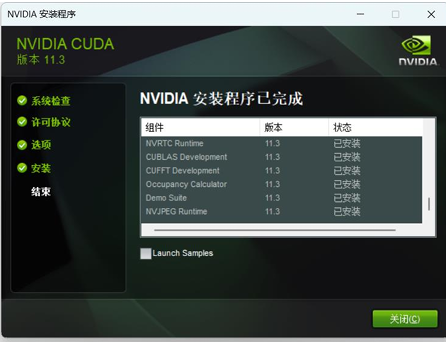 NVIDIA 安装程序
NVIDIA CUDA
版本 11.3
NVIDIA.
系统检查
许可协议
选项
安装
结束
NVIDIA 安装程序已完成
组件 版本 状态
NVRTC Runtime 11.3 已安装
CUBLAS Development 11.3 已安装
CUFFT Development 11.3 已安装
Occupancy Calculator 11.3 已安装
Demo Suite 11.3 已安装
NVJPEG Runtime 11.3 已安装
Launch Samples
关闭(C)